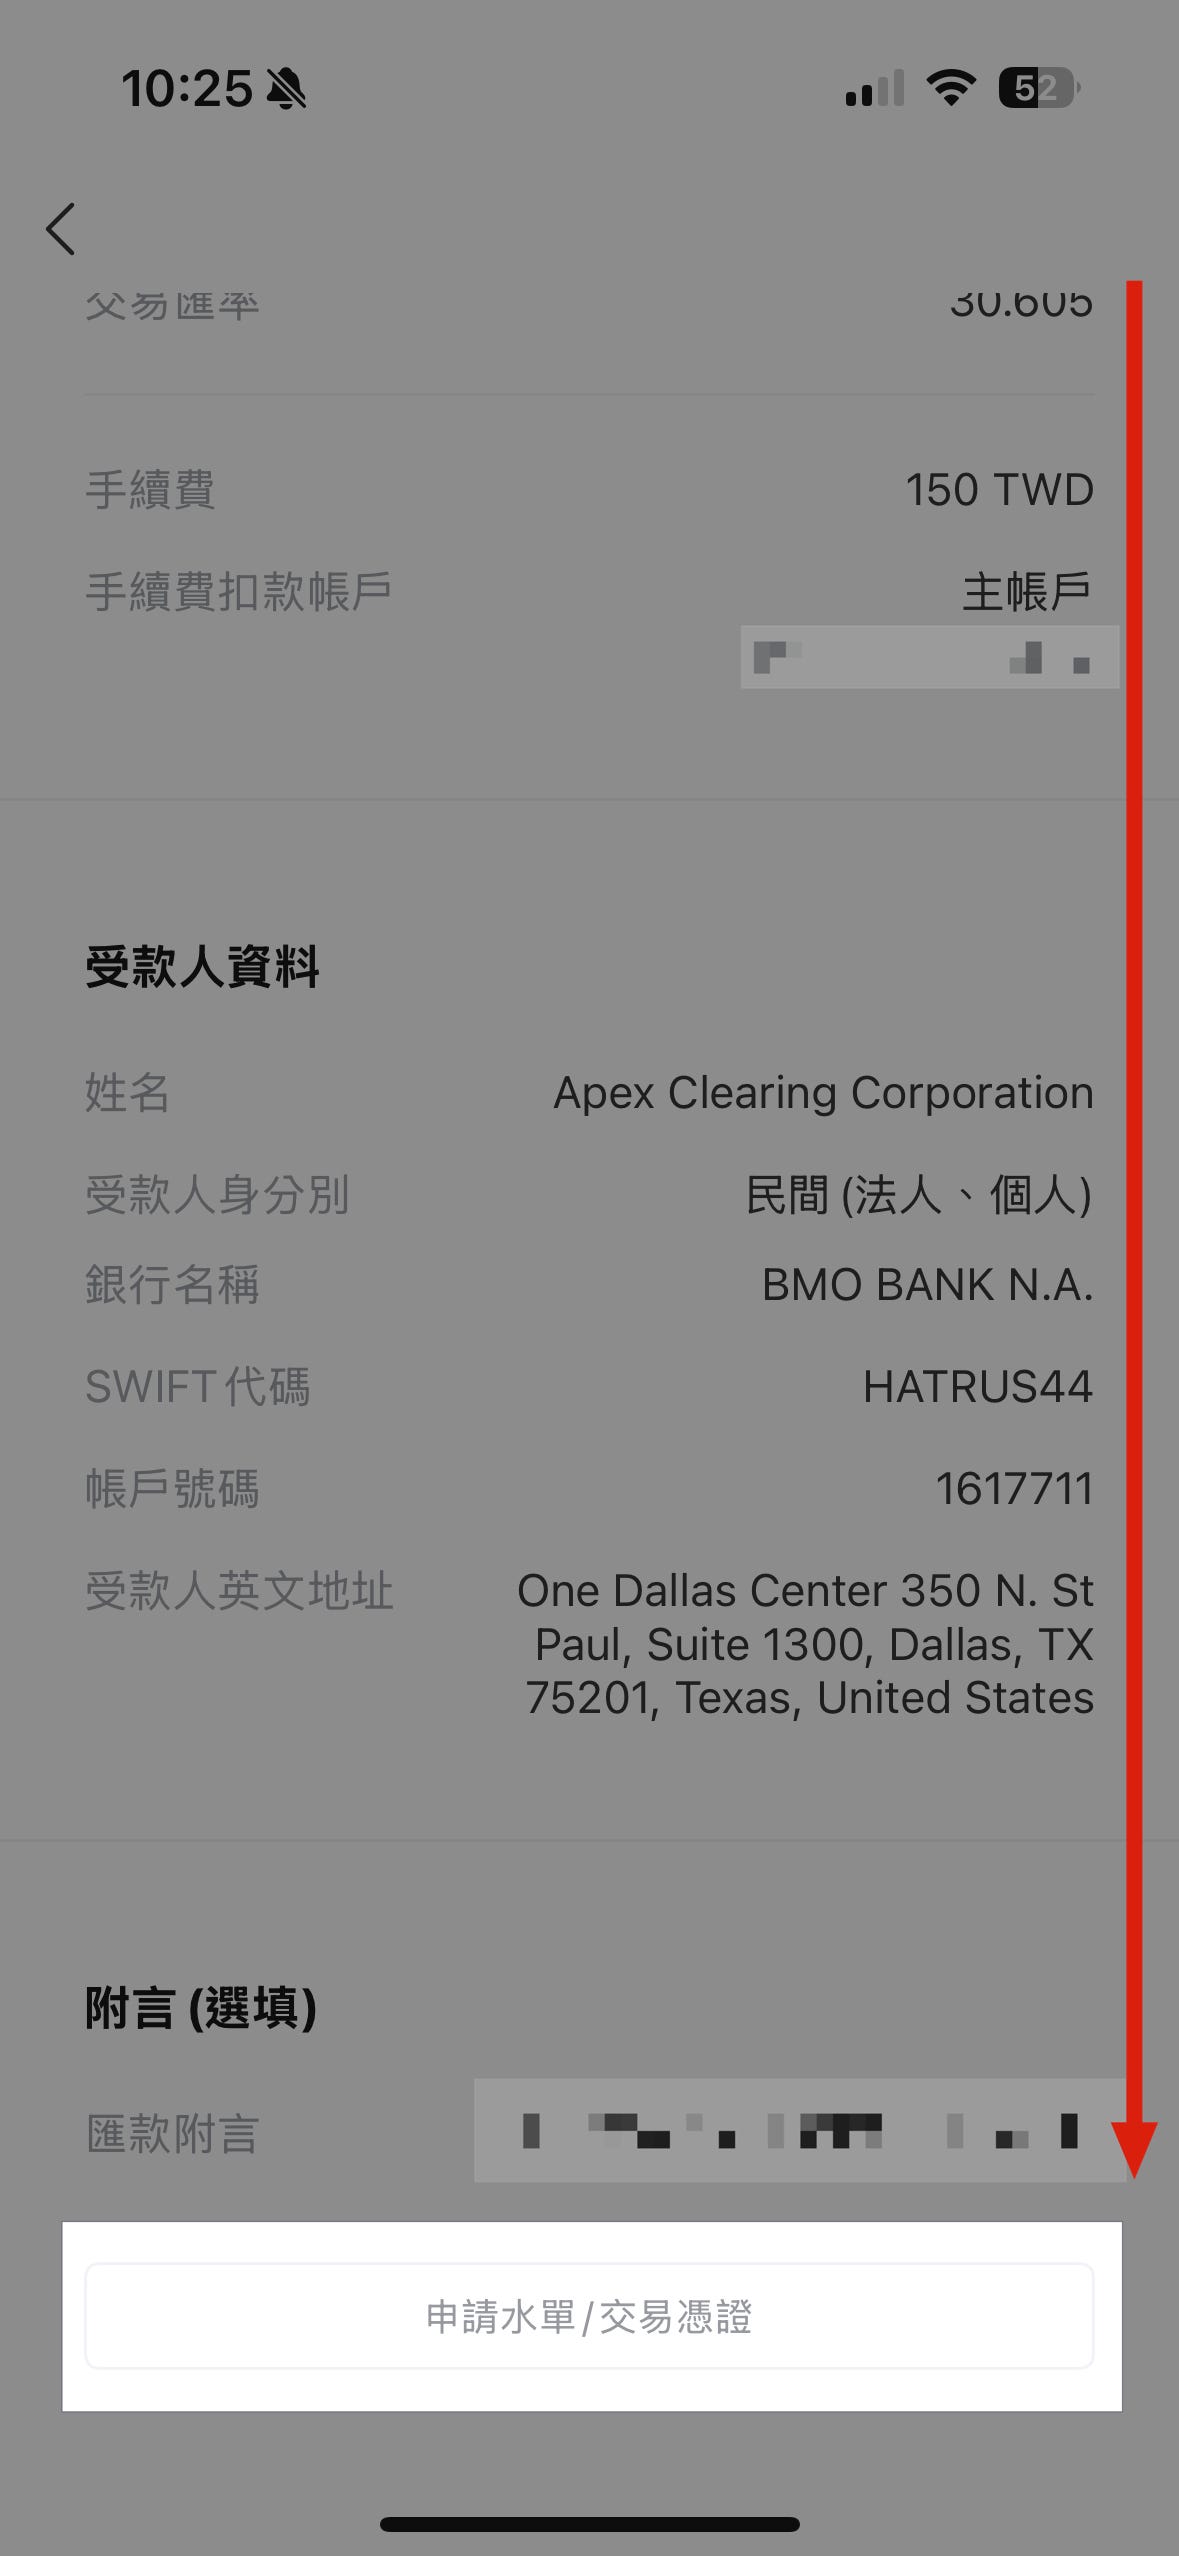 10:25
52
交易匯率 30.605
手續費 150 TWD
手續費扣款帳戶 主帳戶
受款人資料
姓名 Apex Clearing Corporation
受款人身分別 民間 (法人、個人)
銀行名稱 BMO BANK N.A.
SWIFT代碼 HATRUS44
帳戶號碼 1617711
受款人英文地址 One Dallas Center 350 N. St
Paul, Suite 1300, Dallas, TX
75201, Texas, United States
附言 (選填)
匯款附言
申請水單/交易憑證